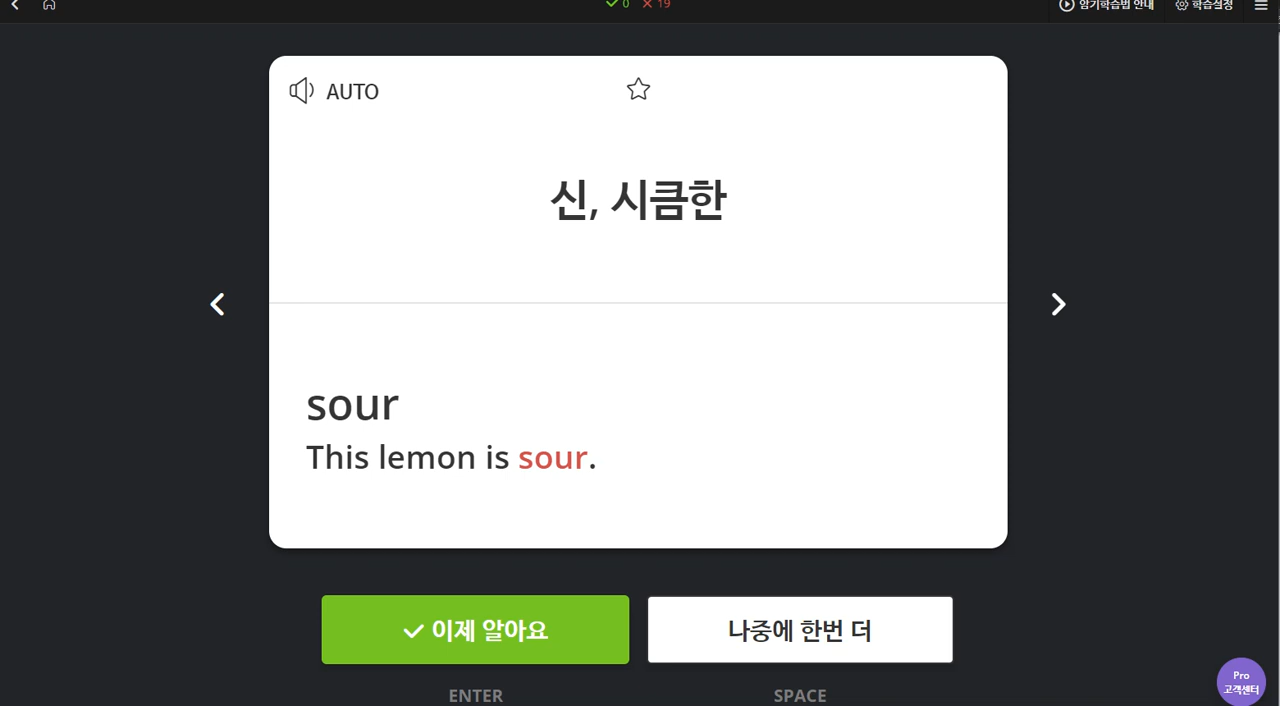 0 19 암기학습법 안내 학습설정
AUTO
신, 시큼한
sour
This lemon is sour.
이제 알아요 나중에 한번 더
ENTER SPACE
Pro
고객센터